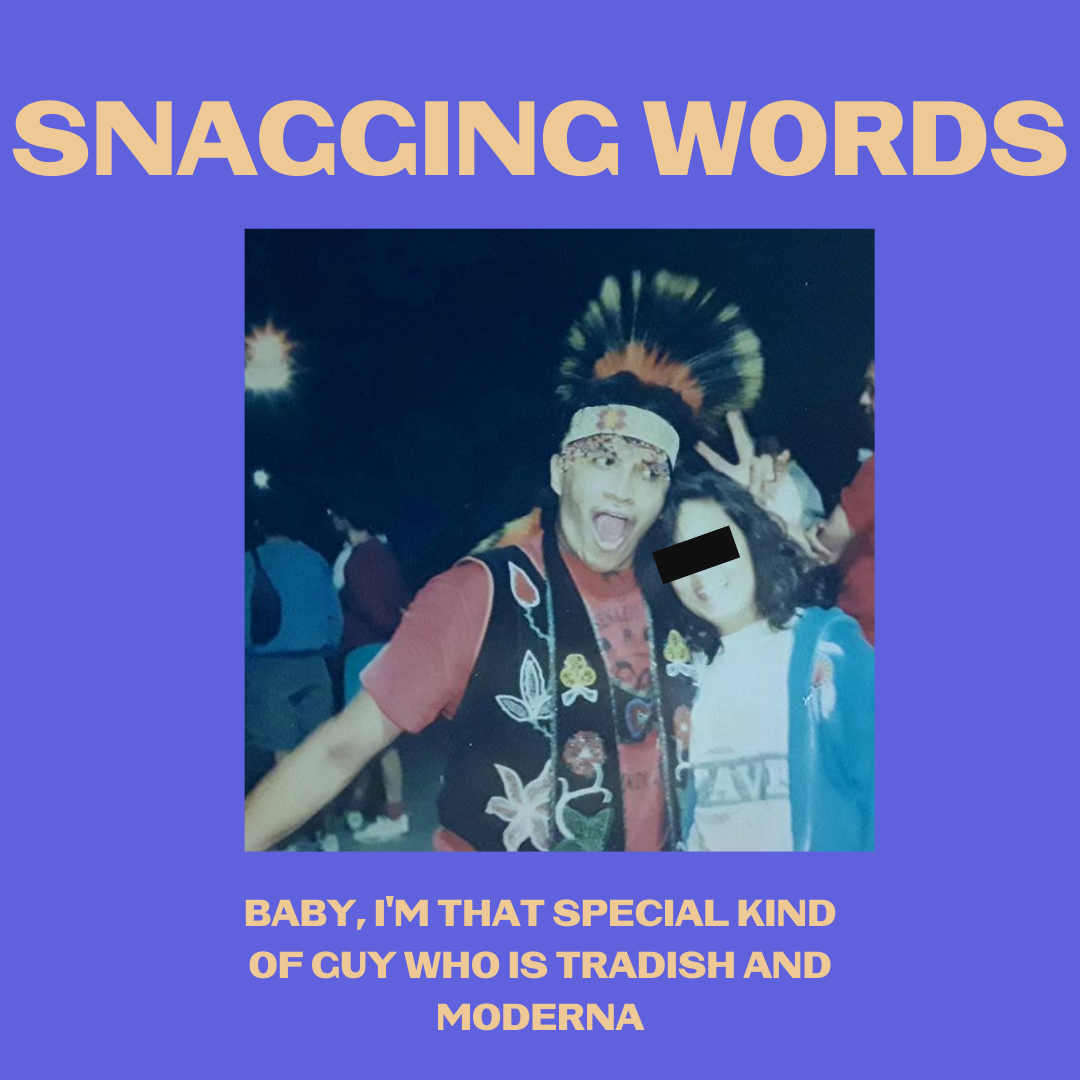 SNAGGING WORDS
BABY, I'M THAT SPECIAL KIND
OF GUY WHO IS TRADISH AND
MODERNA